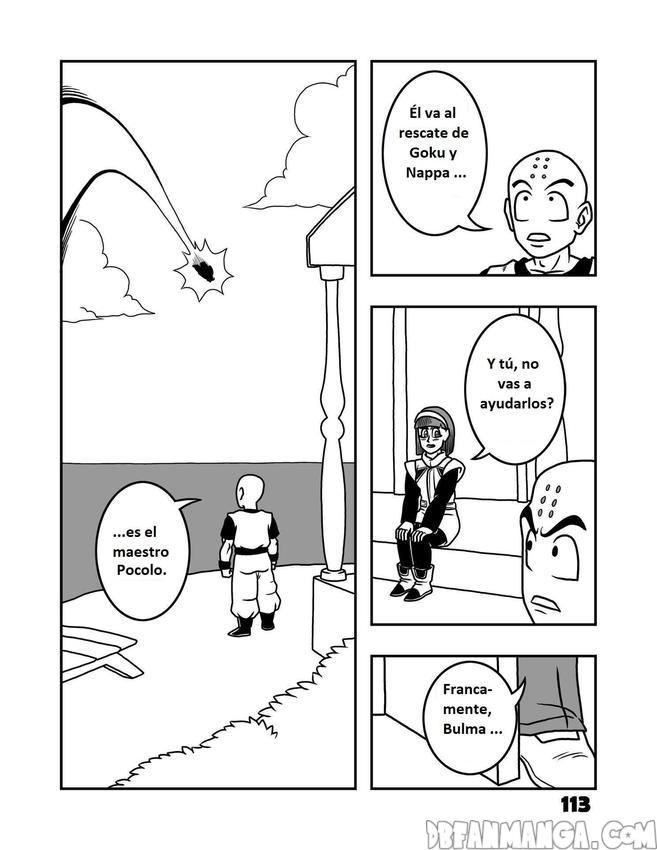 ...es el
maestro
Pocolo.
Él va al
rescate de
Goku y
Nappa ...
Y tú, no
vas a
ayudarlos?
Franca-
mente,
Bulma ...
113
DBFANMANGA.COM